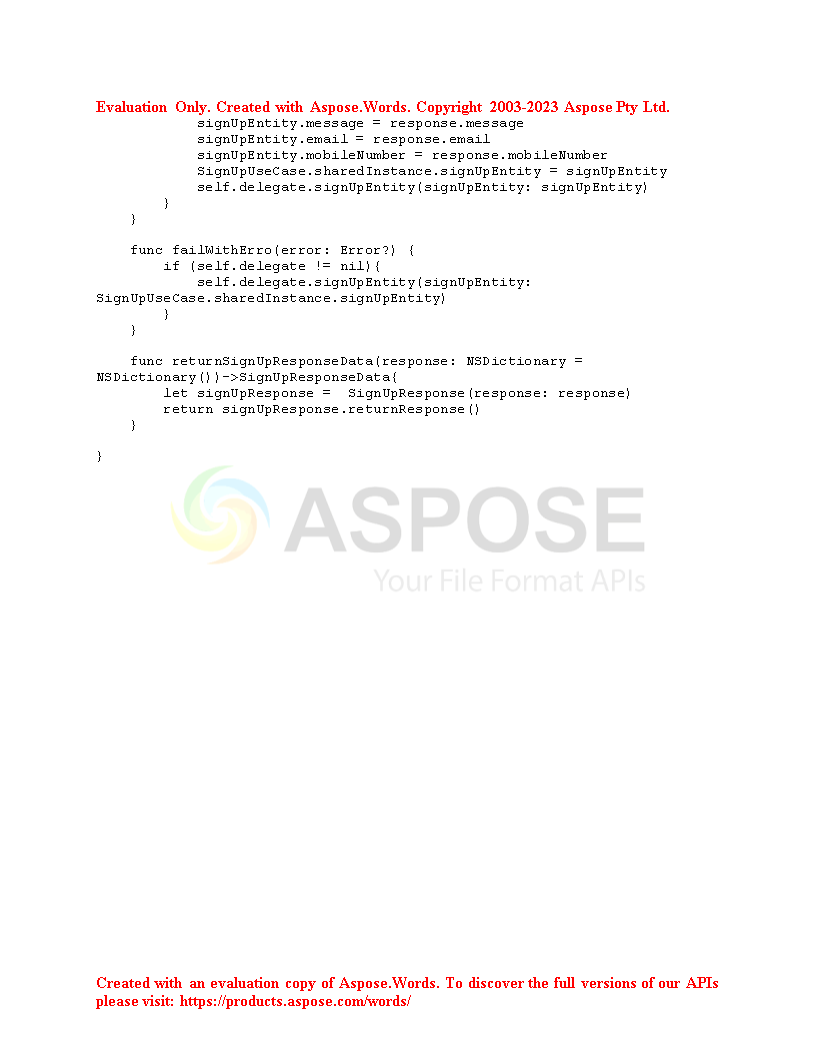 Evaluation Only. Created with Aspose.Words. Copyright 2003-2023 Aspose Pty Ltd.
            signUpEntity.message = response.message
            signUpEntity.email = response.email
            signUpEntity.mobileNumber = response.mobileNumber
            SignUpUseCase.sharedInstance.signUpEntity = signUpEntity
            self.delegate.signUpEntity(signUpEntity: signUpEntity)
        }
    }

    func failWithErro(error: Error?) {
        if (self.delegate != nil){
            self.delegate.signUpEntity(signUpEntity:
SignUpUseCase.sharedInstance.signUpEntity)
        }
    }

    func returnSignUpResponseData(response: NSDictionary =
NSDictionary())->SignUpResponseData{
        let signUpResponse =  SignUpResponse(response: response)
        return signUpResponse.returnResponse()
    }

}
ASPOSE
Your File Format APIs
Created with an evaluation copy of Aspose.Words. To discover the full versions of our APIs
please visit: https://products.aspose.com/words/